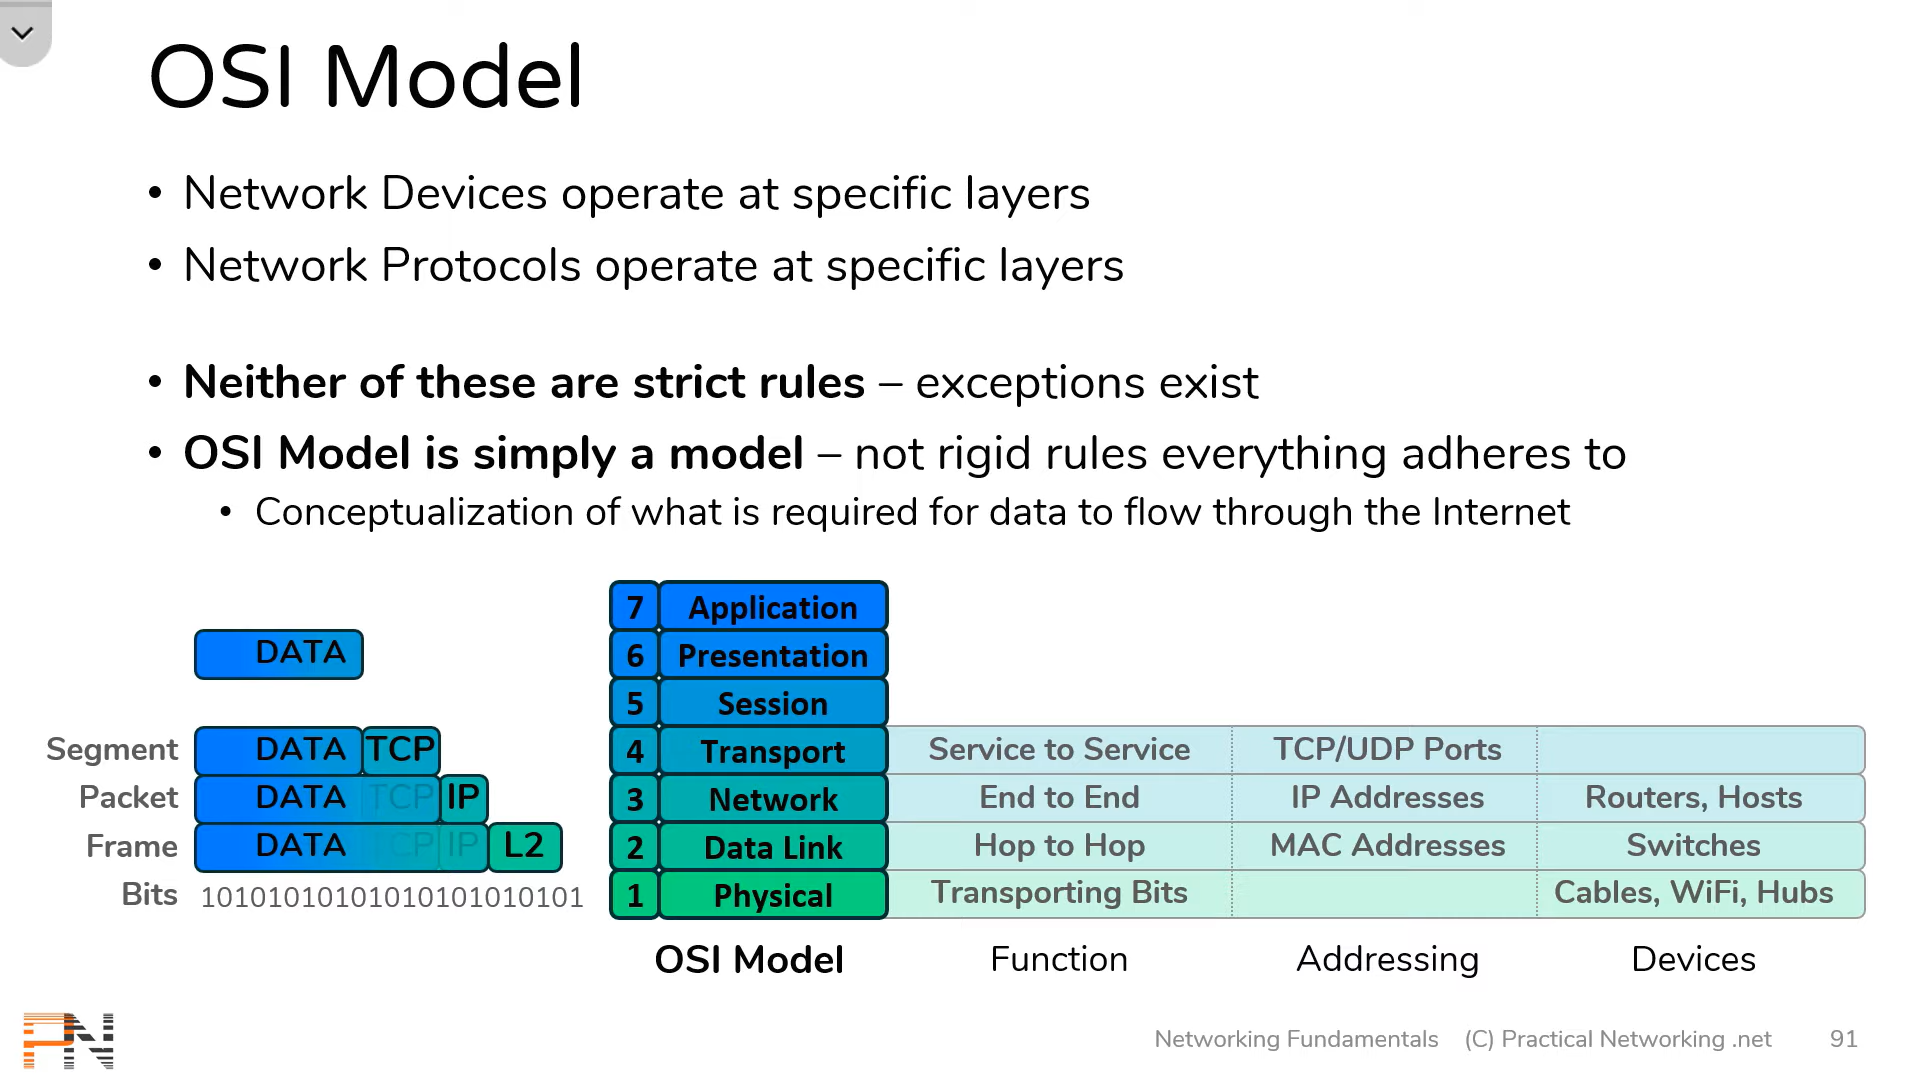 OSI Model
• Network Devices operate at specific layers
• Network Protocols operate at specific layers
• Neither of these are strict rules – exceptions exist
• OSI Model is simply a model – not rigid rules everything adheres to
• Conceptualization of what is required for data to flow through the Internet
7 Application
DATA 6 Presentation
5 Session
Segment DATA TCP 4 Transport Service to Service TCP/UDP Ports
Packet DATA TCP IP 3 Network End to End IP Addresses Routers, Hosts
Frame DATA TCP IP L2 2 Data Link Hop to Hop MAC Addresses Switches
Bits 10101010101010101010101 1 Physical Transporting Bits Cables, WiFi, Hubs
OSI Model Function Addressing Devices
PN Networking Fundamentals (C) Practical Networking .net 91